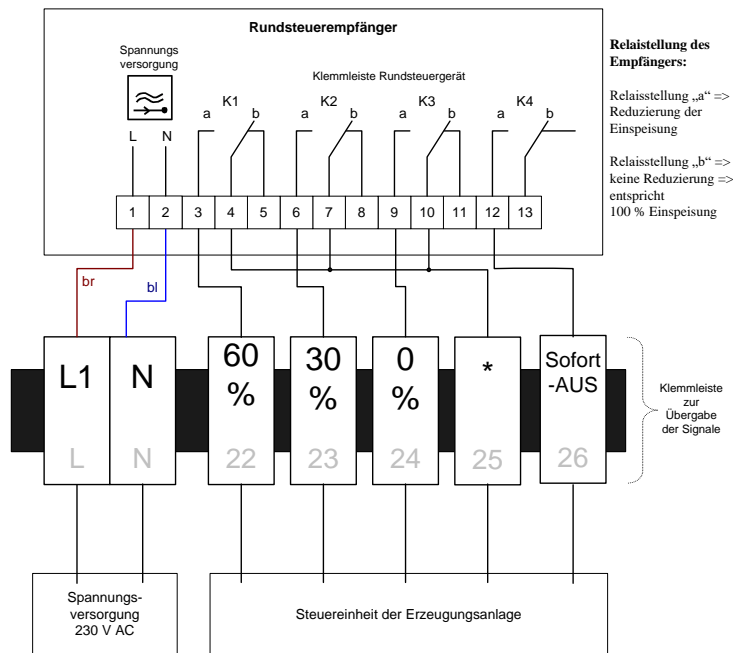 Rundsteuerempfänger
Spannungs
versorgung
L N
Klemmleiste Rundsteuergerät
a K1 b
a K2 b
a K3 b
a K4 b
1 2 3 4 5 6 7 8 9 10 11 12 13
Relaistellung des
Empfängers:
Relaisstellung „a“ =>
Reduzierung der
Einspeisung
Relaisstellung „b“ =>
keine Reduzierung =>
entspricht
100 % Einspeisung
br
bl
L1
L
N
N
60
%
22
30
%
23
0
%
24
*
25
Sofort
-AUS
26
Klemmleiste
zur
Übergabe
der Signale
Spannungs-
versorgung
230 V AC
Steuereinheit der Erzeugungsanlage